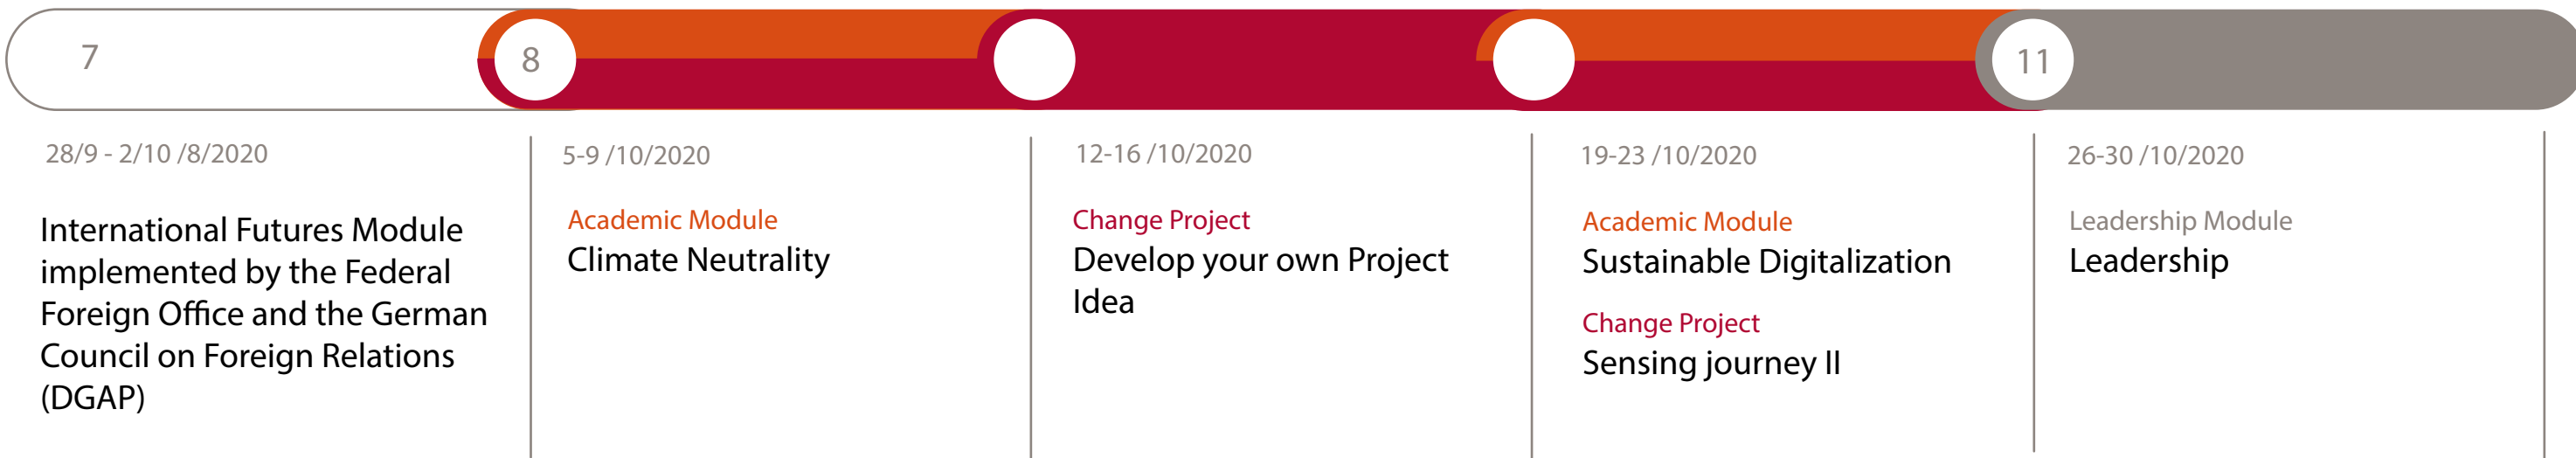 7
8
11
28/9 - 2/10 /8/2020
International Futures Module
implemented by the Federal
Foreign Office and the German
Council on Foreign Relations
(DGAP)
5-9 /10/2020
Academic Module
Climate Neutrality
12-16 /10/2020
Change Project
Develop your own Project
Idea
19-23 /10/2020
Academic Module
Sustainable Digitalization
Change Project
Sensing journey II
26-30 /10/2020
Leadership Module
Leadership